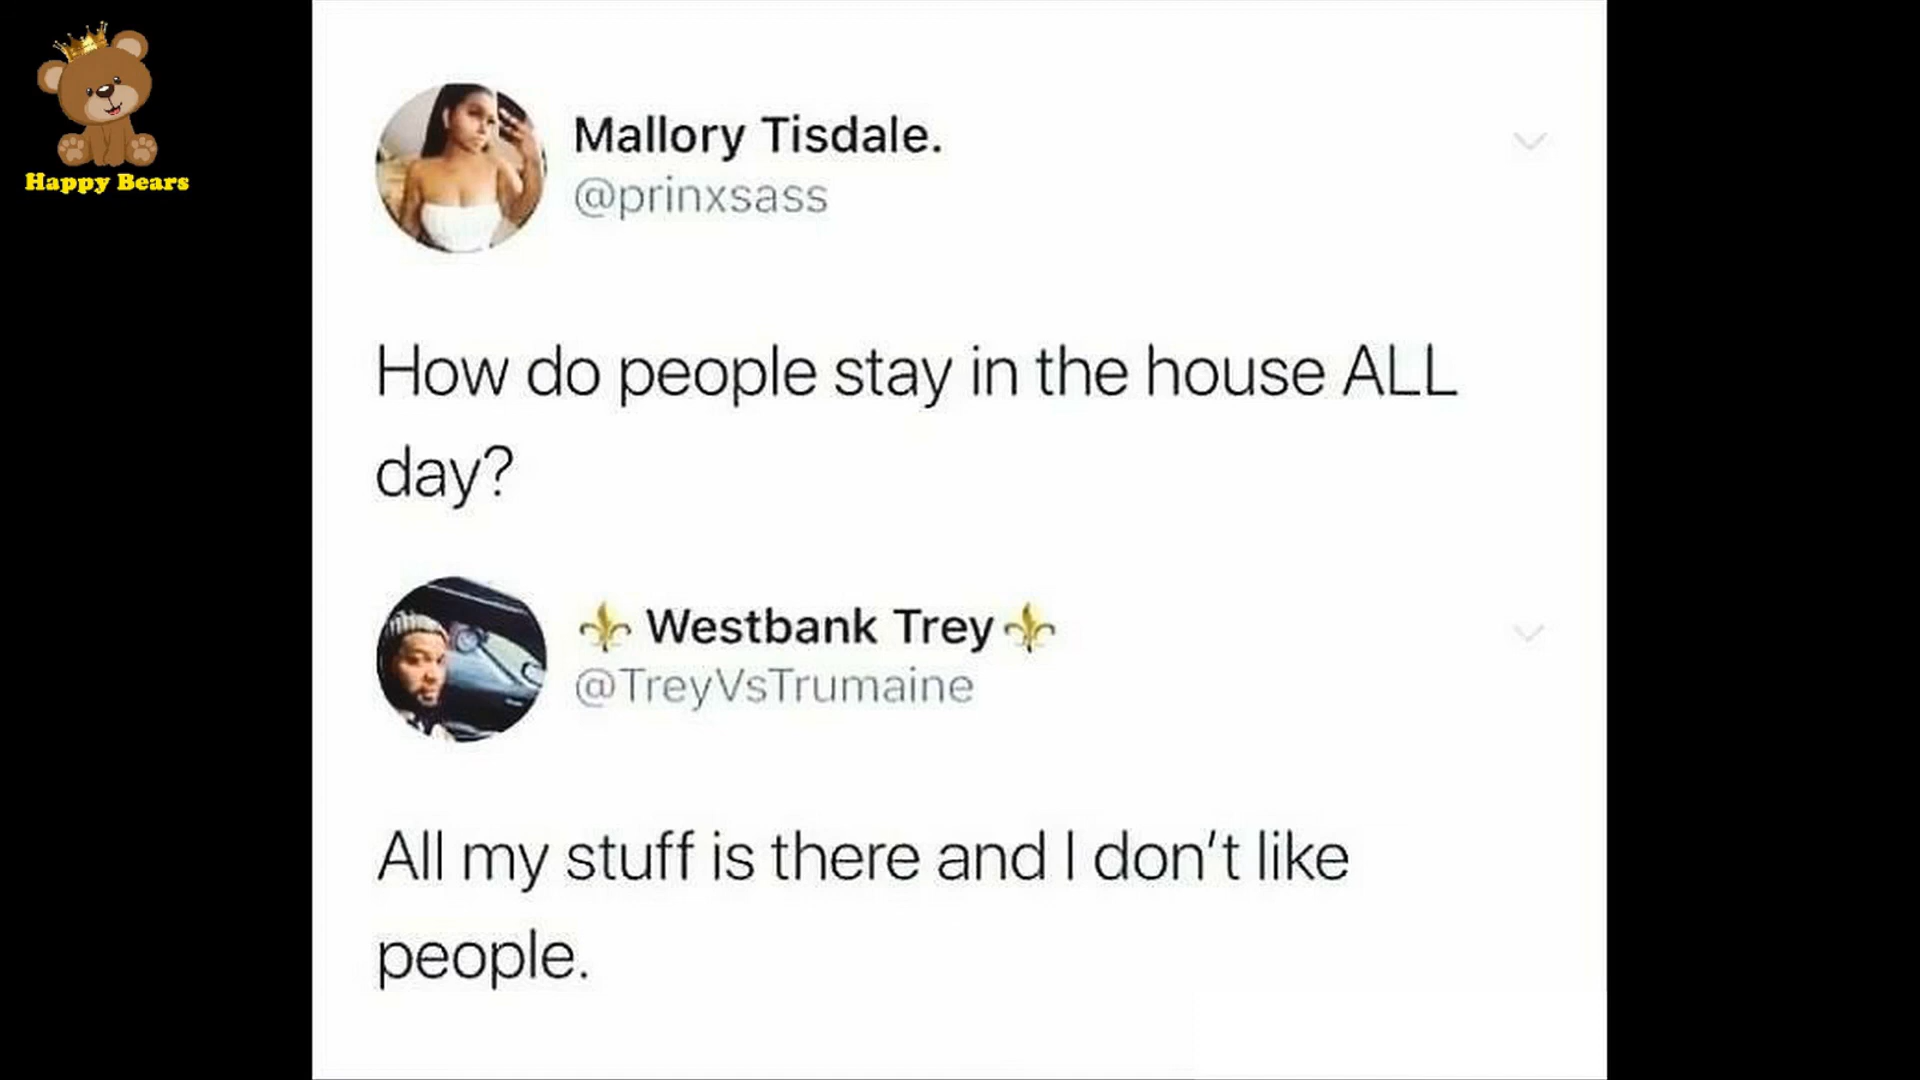 Happy Bears
Mallory Tisdale.
@prinxsass
How do people stay in the house ALL
day?
⚜ Westbank Trey⚜
@TreyVsTrumaine
All my stuff is there and I don't like
people.